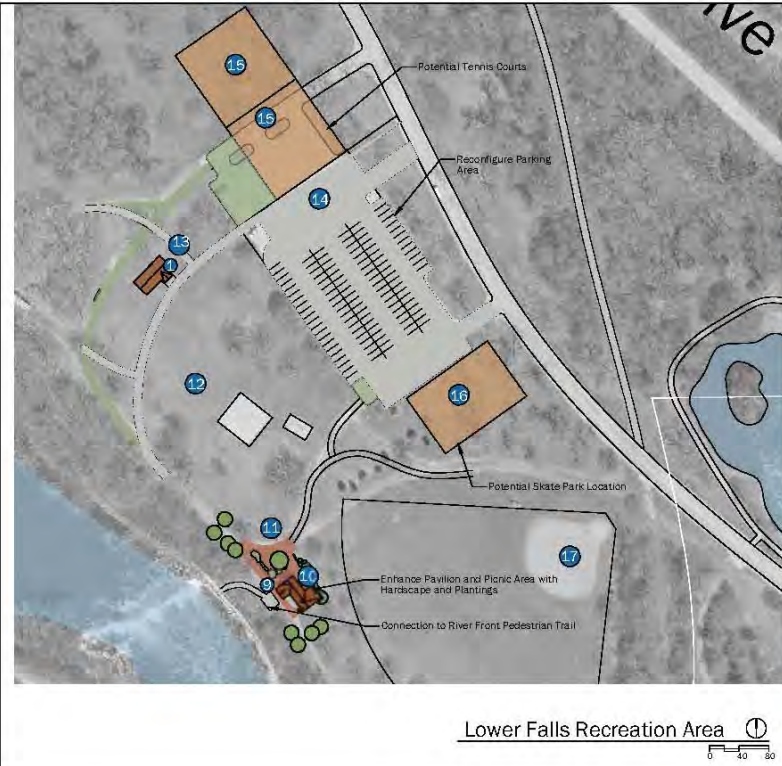 ive
15
Potential Tennis Courts
15
Reconfigure Parking
Area
14
13
1
12
16
Potential Skate Park Location
11
17
10
Enhance Pavilion and Picnic Area with
Hardscape and Plantings
9
Connection to River Front Pedestrian Trail
Lower Falls Recreation Area
0 40 80